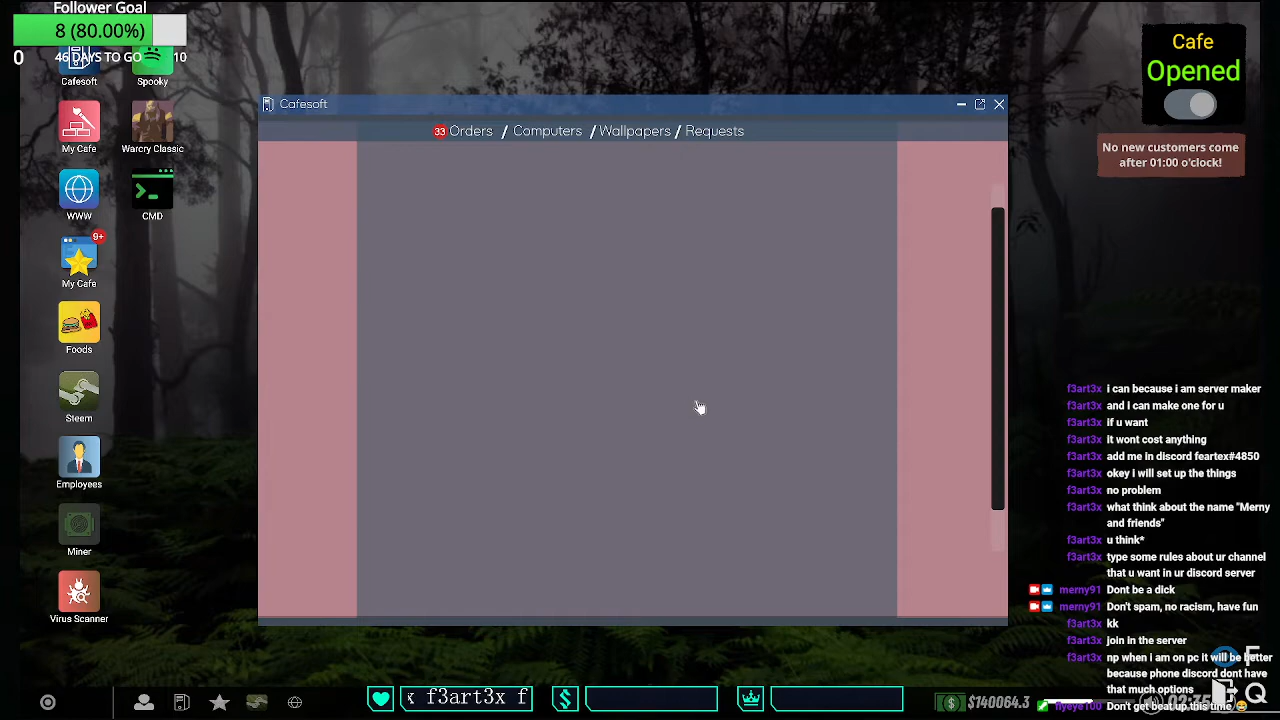 Follower Goal
8 (80.00%)
0 46 DAYS TO GO 10
Cafesoft
Spooky
My Cafe
Warcry Classic
WWW
CMD
9+
My Cafe
Foods
Steem
Employees
Miner
Virus Scanner
Cafesoft
33 Orders / Computers / Wallpapers / Requests
Cafe
Opened
No new customers come
after 01:00 o'clock!
f3art3x i can because i am server maker
f3art3x and i can make one for u
f3art3x if u want
f3art3x it wont cost anything
f3art3x add me in discord feartex#4850
f3art3x okey i will set up the things
f3art3x no problem
f3art3x what think about the name "Merny
and friends"
f3art3x u think*
f3art3x type some rules about ur channel
that u want in ur discord server
merny91 Dont be a dick
merny91 Don't spam, no racism, have fun
f3art3x kk
f3art3x join in the server
f3art3x np when I am on pc it will be better
because phone discord dont have
that much options
flyeye100 Don't get beat up this time
F
Q
x f3art3x f
$140064.3